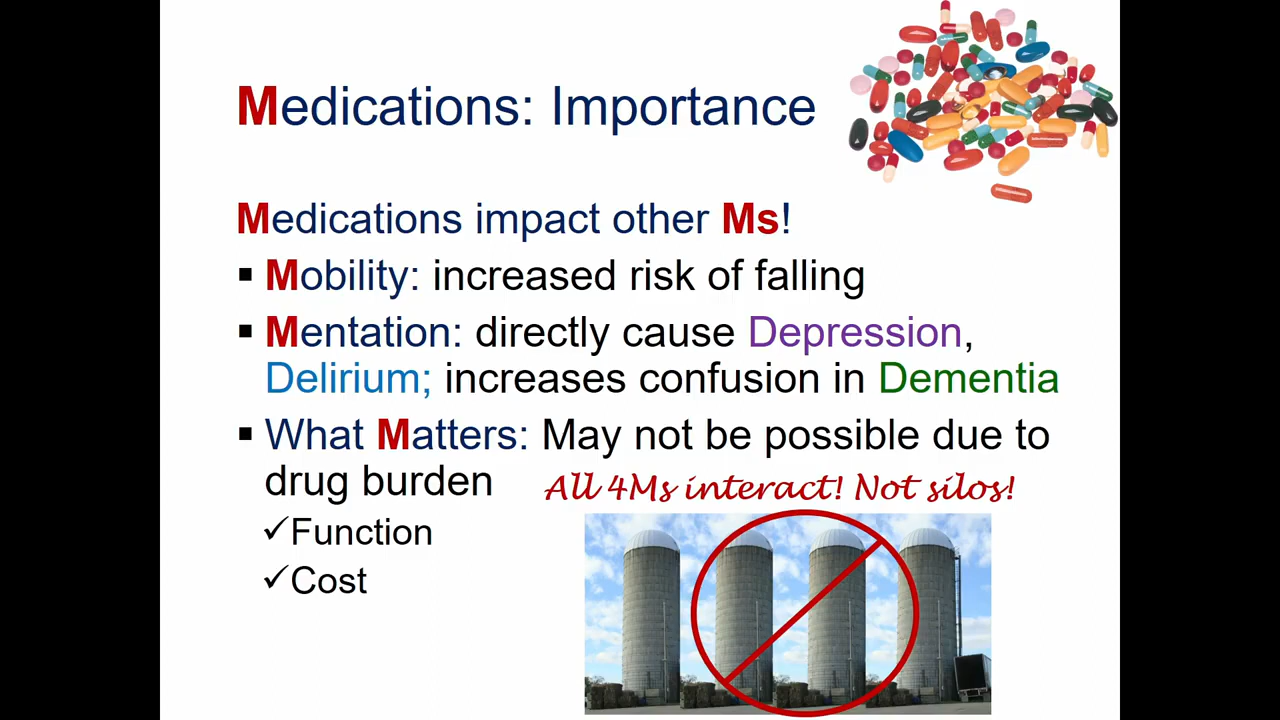 Medications: Importance
Medications impact other Ms!
▪ Mobility: increased risk of falling
▪ Mentation: directly cause Depression,
Delirium; increases confusion in Dementia
▪ What Matters: May not be possible due to
drug burden
All 4Ms interact! Not silos!
✓Function
✓Cost